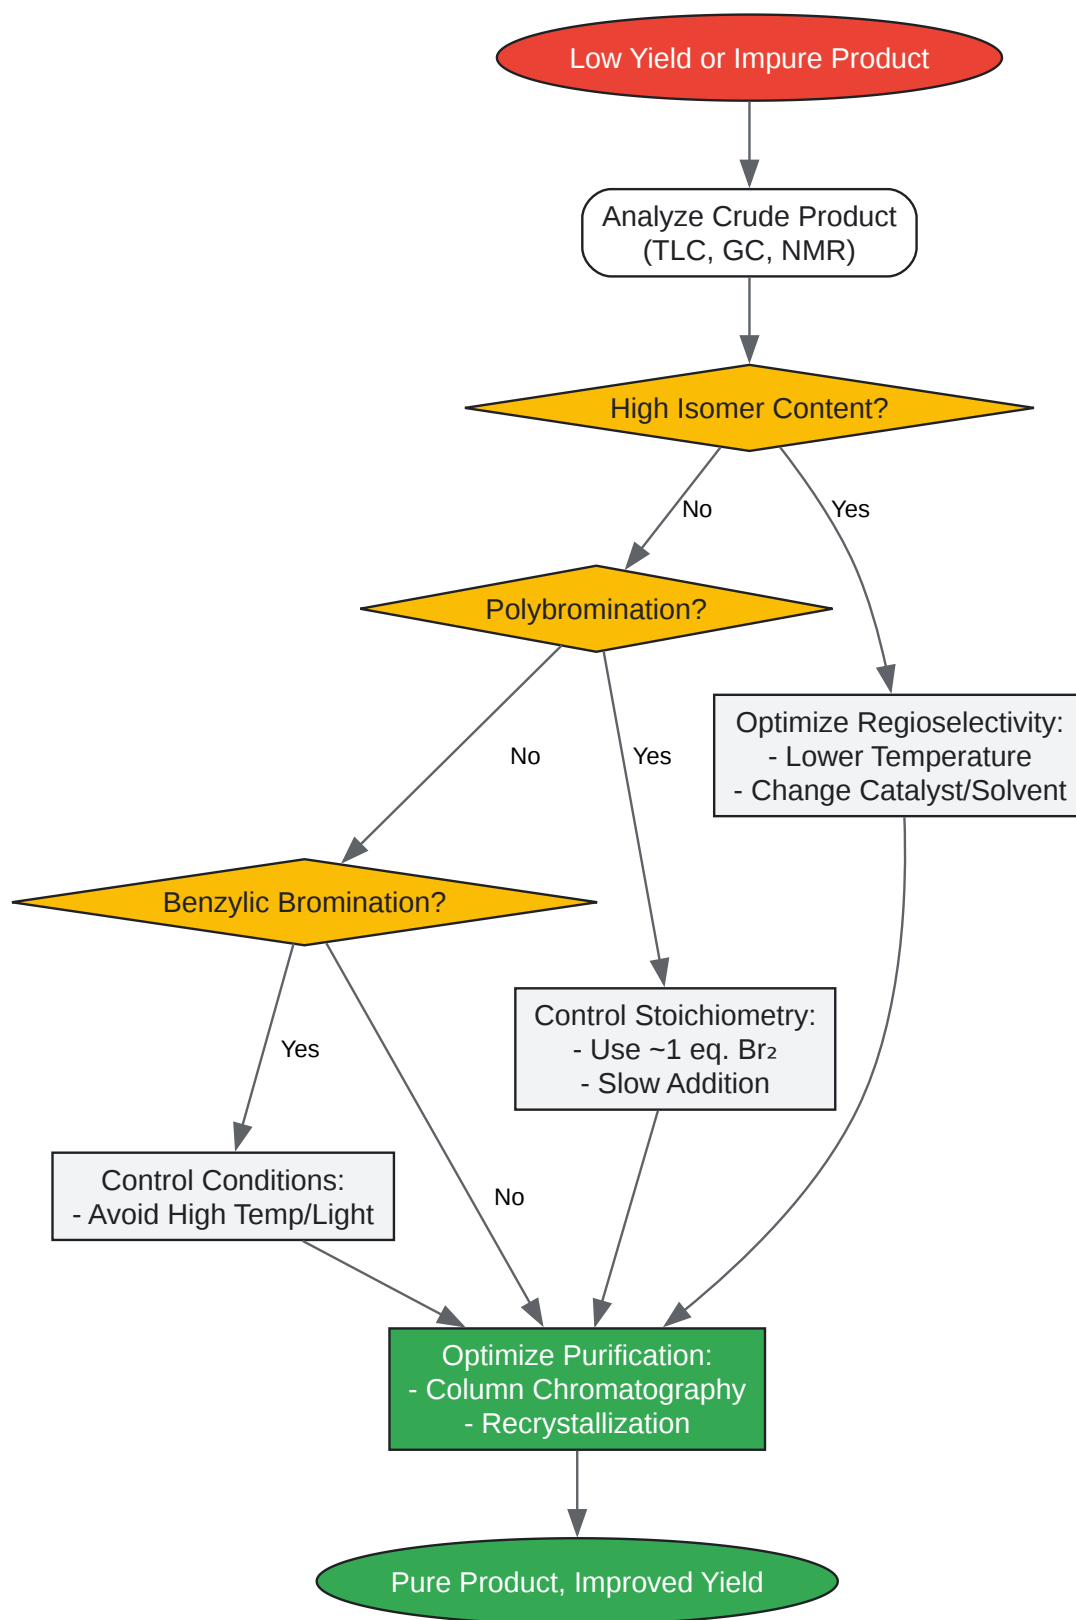 Low Yield or Impure Product
Analyze Crude Product
(TLC, GC, NMR)
High Isomer Content?
No
Yes
Polybromination?
Optimize Regioselectivity:
- Lower Temperature
- Change Catalyst/Solvent
No
Yes
Benzylic Bromination?
Control Stoichiometry:
- Use ~1 eq. Br₂
- Slow Addition
Yes
Control Conditions:
- Avoid High Temp/Light
No
Optimize Purification:
- Column Chromatography
- Recrystallization
Pure Product, Improved Yield